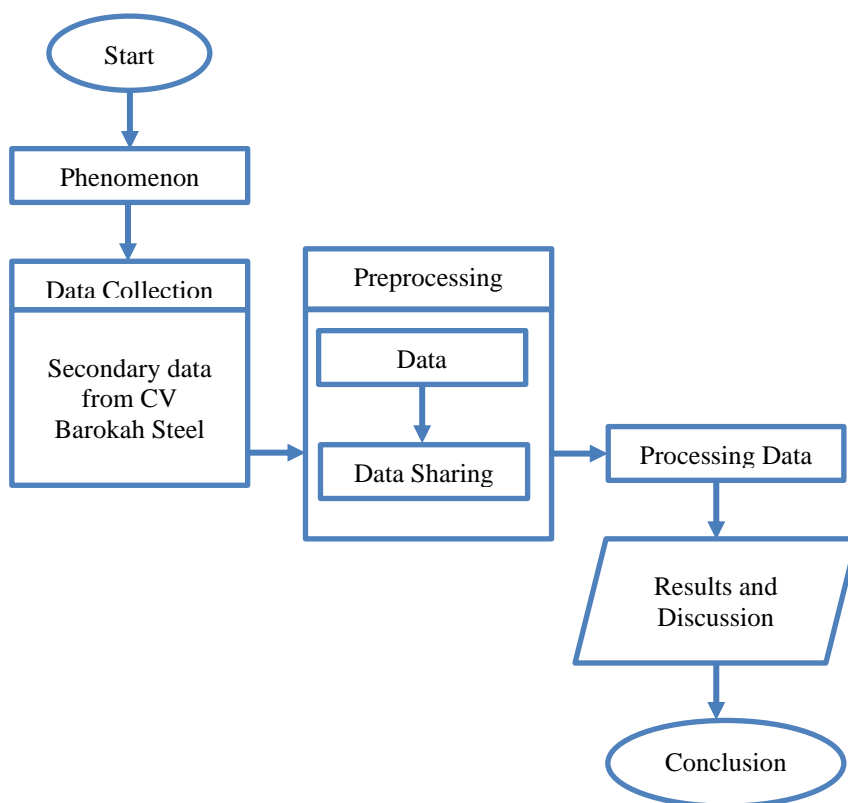 Start
Phenomenon
Data Collection
Secondary data
from CV
Barokah Steel
Preprocessing
Data
Data Sharing
Processing Data
Results and
Discussion
Conclusion